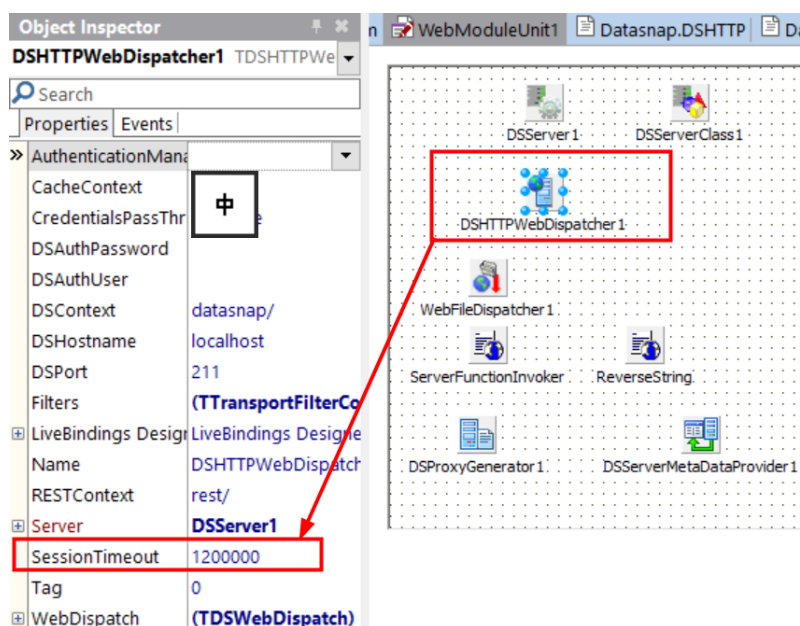 Object Inspector
DSHTTPWebDispatcher1 TDSHTTPWe
Search
Properties Events
AuthenticationMana
CacheContext
CredentialsPassThr
DSAuthPassword
DSAuthUser
DSContext datasnap/
DSHostname localhost
DSPort 211
Filters (TTransportFilterCo
LiveBindings Design LiveBindings Designe
Name DSHTTPWebDispatch
RESTContext rest/
Server DSServer1
SessionTimeout 1200000
Tag 0
WebDispatch (TDSWebDispatch)
中
WebModuleUnit1 Datasnap.DSHTTP Da
DSServer1 DSServerClass1
DSHTTPWebDispatcher1
WebFileDispatcher1
ServerFunctionInvoker ReverseString
DSProxyGenerator1 DSServerMetaDataProvider1